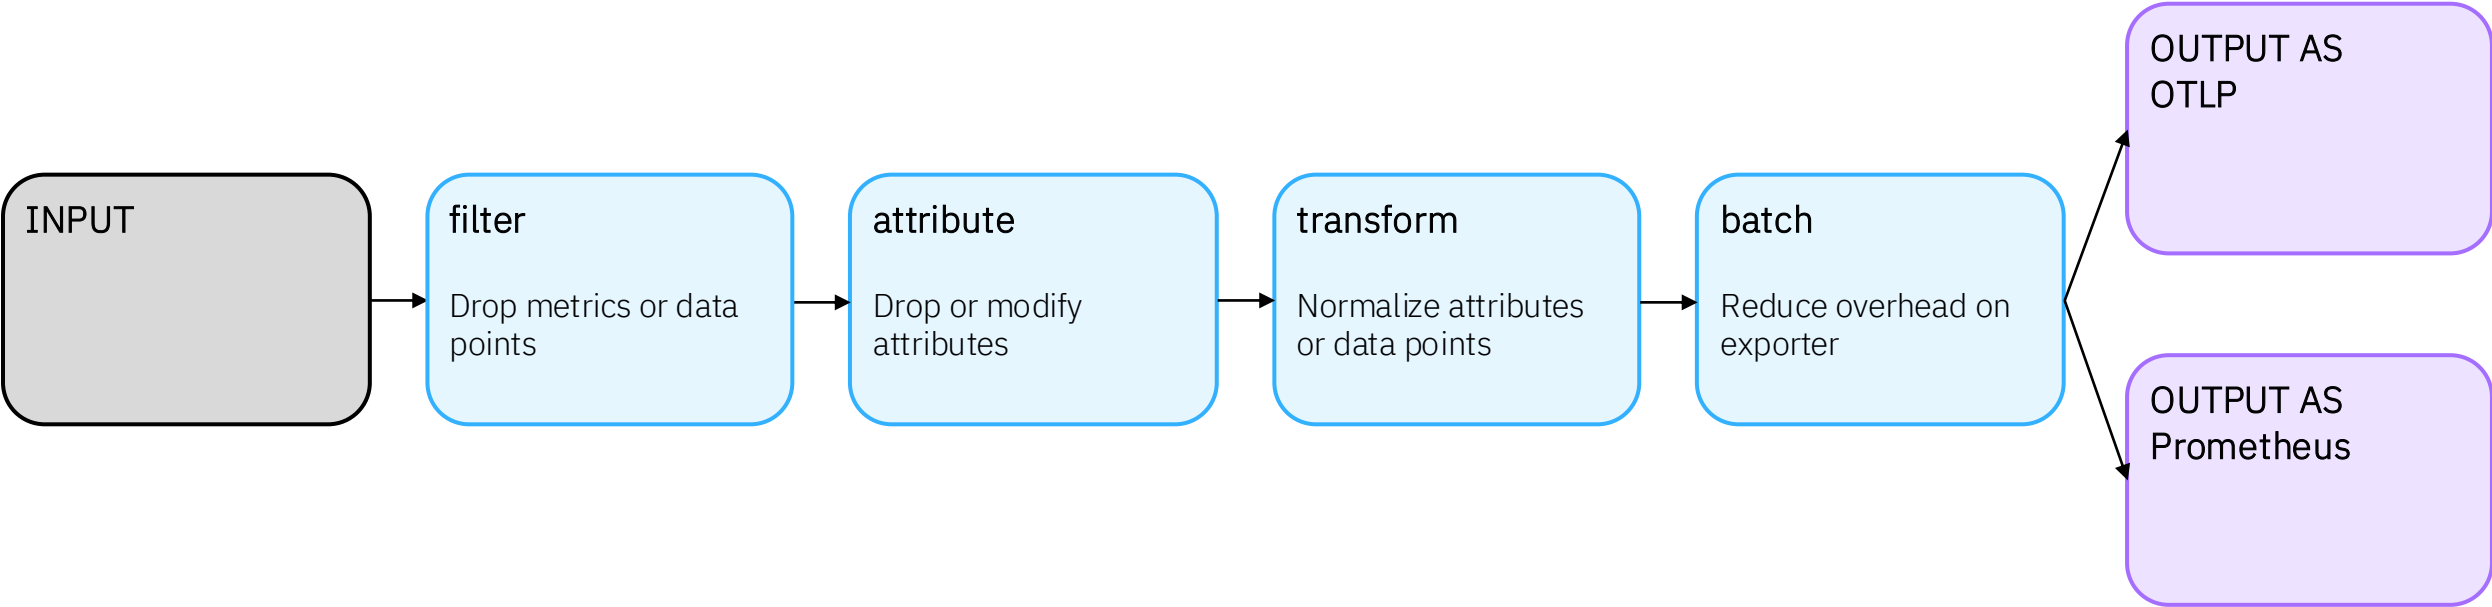 INPUT
filter
Drop metrics or data
points
attribute
Drop or modify
attributes
transform
Normalize attributes
or data points
batch
Reduce overhead on
exporter
OUTPUT AS
OTLP
OUTPUT AS
Prometheus